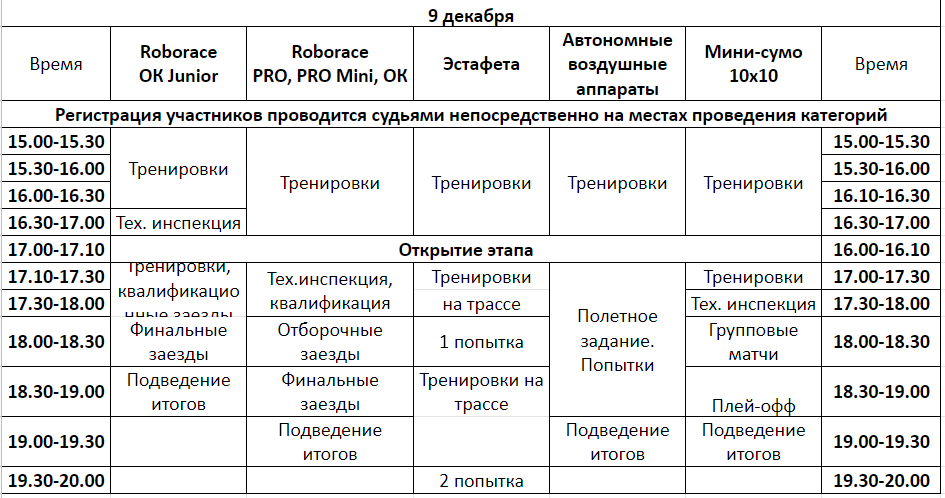 9 декабря
Время
Roborace
ОК Junior
Roborace
PRO, PRO Mini, ОК
Эстафета
Автономные
воздушные
аппараты
Мини-сумо
10x10
Время
Регистрация участников проводится судьями непосредственно на местах проведения категорий
15.00-15.30
Тренировки
Тренировки
Тренировки
Тренировки
Тренировки
15.00-15.30
15.30-16.00
15.30-16.00
16.00-16.30
16.10-16.30
16.30-17.00
Тех. инспекция
16.30-17.00
17.00-17.10
Открытие этапа
16.00-16.10
17.10-17.30
Тренировки,
квалификацио
нные заезды
Тех.инспекция,
квалификация
Тренировки
на трассе
Полетное
задание.
Попытки
Тренировки
17.00-17.30
17.30-18.00
Тех. инспекция
17.30-18.00
18.00-18.30
Финальные
заезды
Отборочные
заезды
1 попытка
Групповые
матчи
18.00-18.30
18.30-19.00
Подведение
итогов
Финальные
заезды
Тренировки на
трассе
Плей-офф
18.30-19.00
19.00-19.30
Подведение
итогов
Подведение
итогов
Подведение
итогов
19.00-19.30
19.30-20.00
2 попытка
19.30-20.00